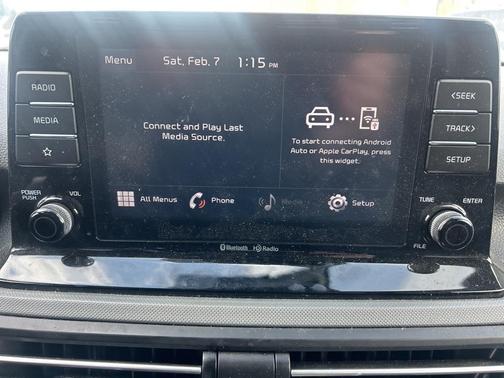 Menu Sat, Feb. 7 1:15 PM
RADIO
MEDIA
<SEEK
TRACK>
SETUP
Connect and Play Last
Media Source.
To start connecting Android
Auto or Apple CarPlay, press
this widget.
All Menus Phone Media Setup
POWER
PUSH
VOL
TUNE
ENTER
FILE
Bluetooth HD Radio